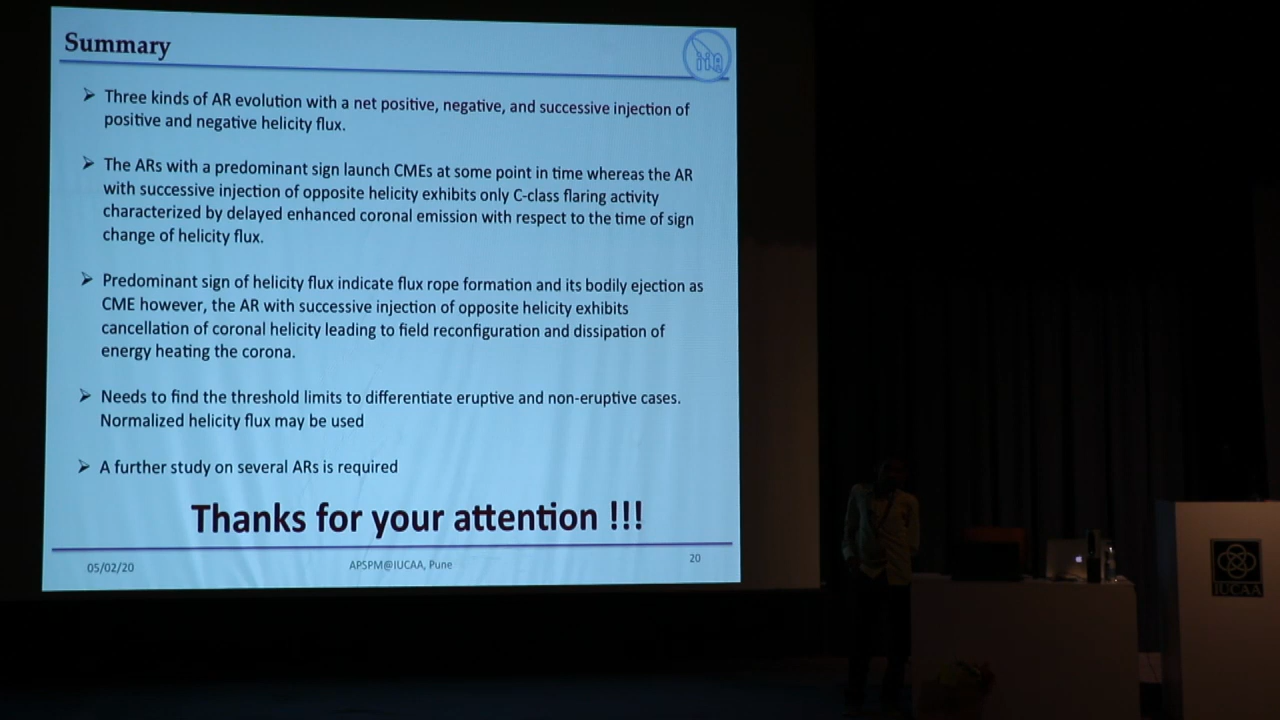 Summary
iia
➢ Three kinds of AR evolution with a net positive, negative, and successive injection of
positive and negative helicity flux.
➢ The ARs with a predominant sign launch CMEs at some point in time whereas the AR
with successive injection of opposite helicity exhibits only C-class flaring activity
characterized by delayed enhanced coronal emission with respect to the time of sign
change of helicity flux.
➢ Predominant sign of helicity flux indicate flux rope formation and its bodily ejection as
CME however, the AR with successive injection of opposite helicity exhibits
cancellation of coronal helicity leading to field reconfiguration and dissipation of
energy heating the corona.
➢ Needs to find the threshold limits to differentiate eruptive and non-eruptive cases.
Normalized helicity flux may be used
➢ A further study on several ARs is required
Thanks for your attention !!!
05/02/20
APSPM@IUCAA, Pune
20
IUCAA